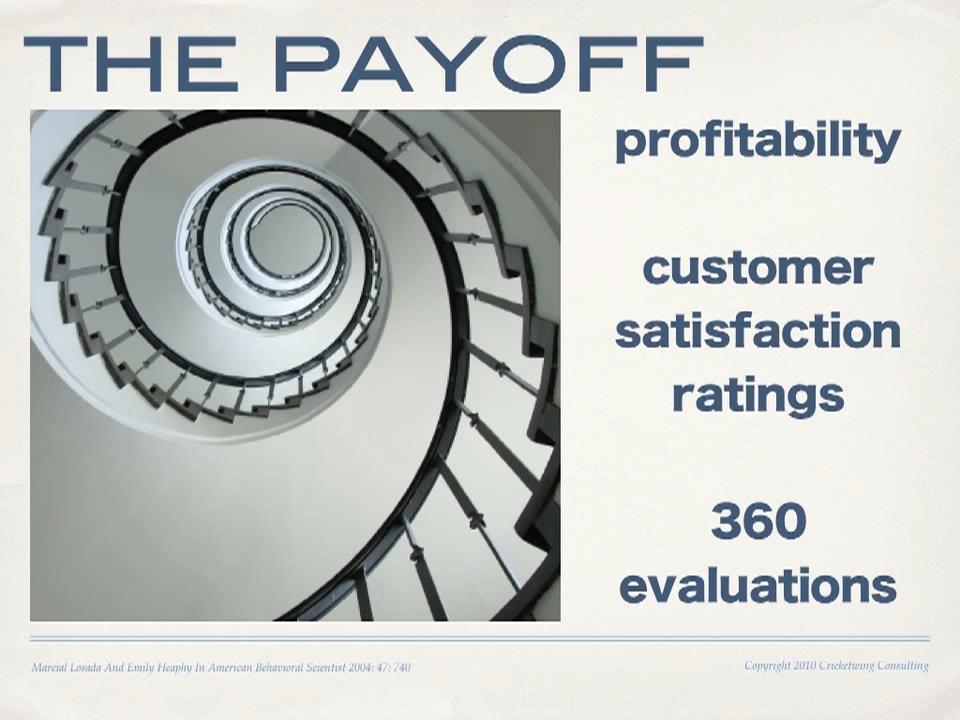 THE PAYOFF
profitability
customer
satisfaction
ratings
360
evaluations
Marcial Losada And Emily Heaphy In American Behavioral Scientist 2004: 47: 740
Copyright 2010 Cricketwing Consulting